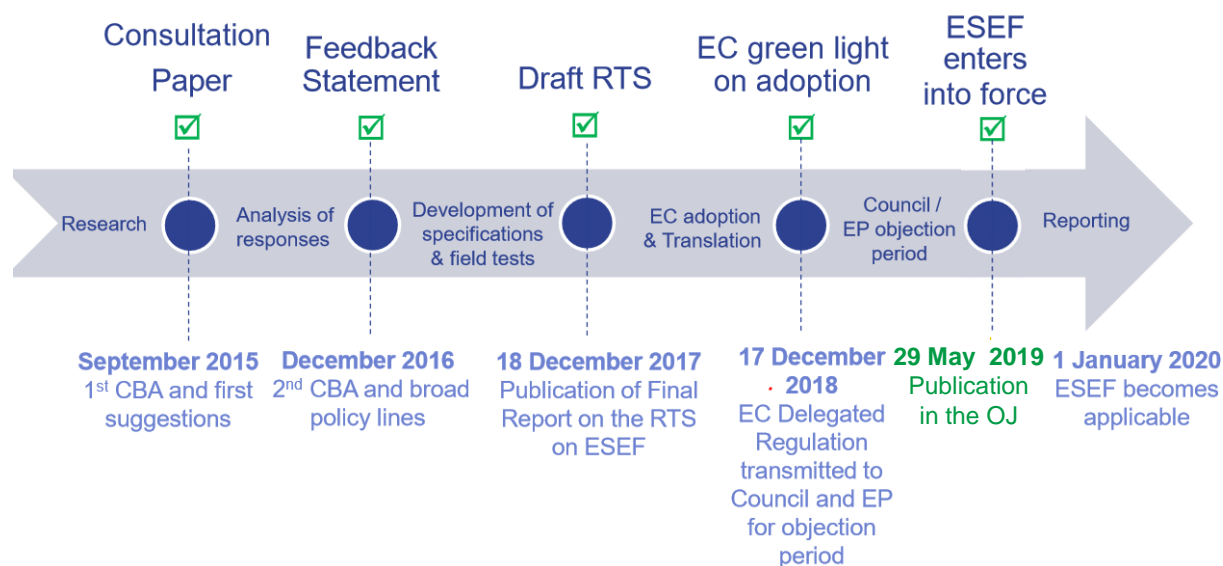 Consultation
Paper
Feedback
Statement
Draft RTS
EC green light
on adoption
ESEF
enters
into force
Research
Analysis of
responses
Development of
specifications
& field tests
EC adoption
& Translation
Council /
EP objection
period
Reporting
September 2015
1st CBA and first
suggestions
December 2016
2nd CBA and broad
policy lines
18 December 2017
Publication of Final
Report on the RTS
on ESEF
17 December
2018
EC Delegated
Regulation
transmitted to
Council and EP
for objection
period
29 May 2019
Publication
in the OJ
1 January 2020
ESEF becomes
applicable